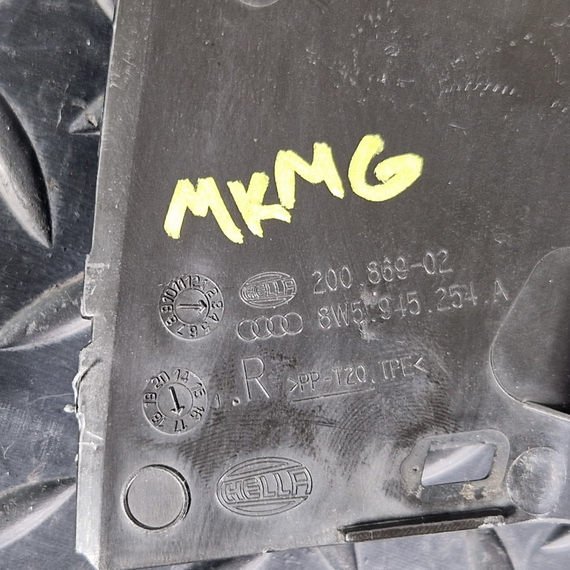 MKMG
HELLA 200.869-02
8W5.945.254.A
.R >PP-T20.TPE<
HELLA